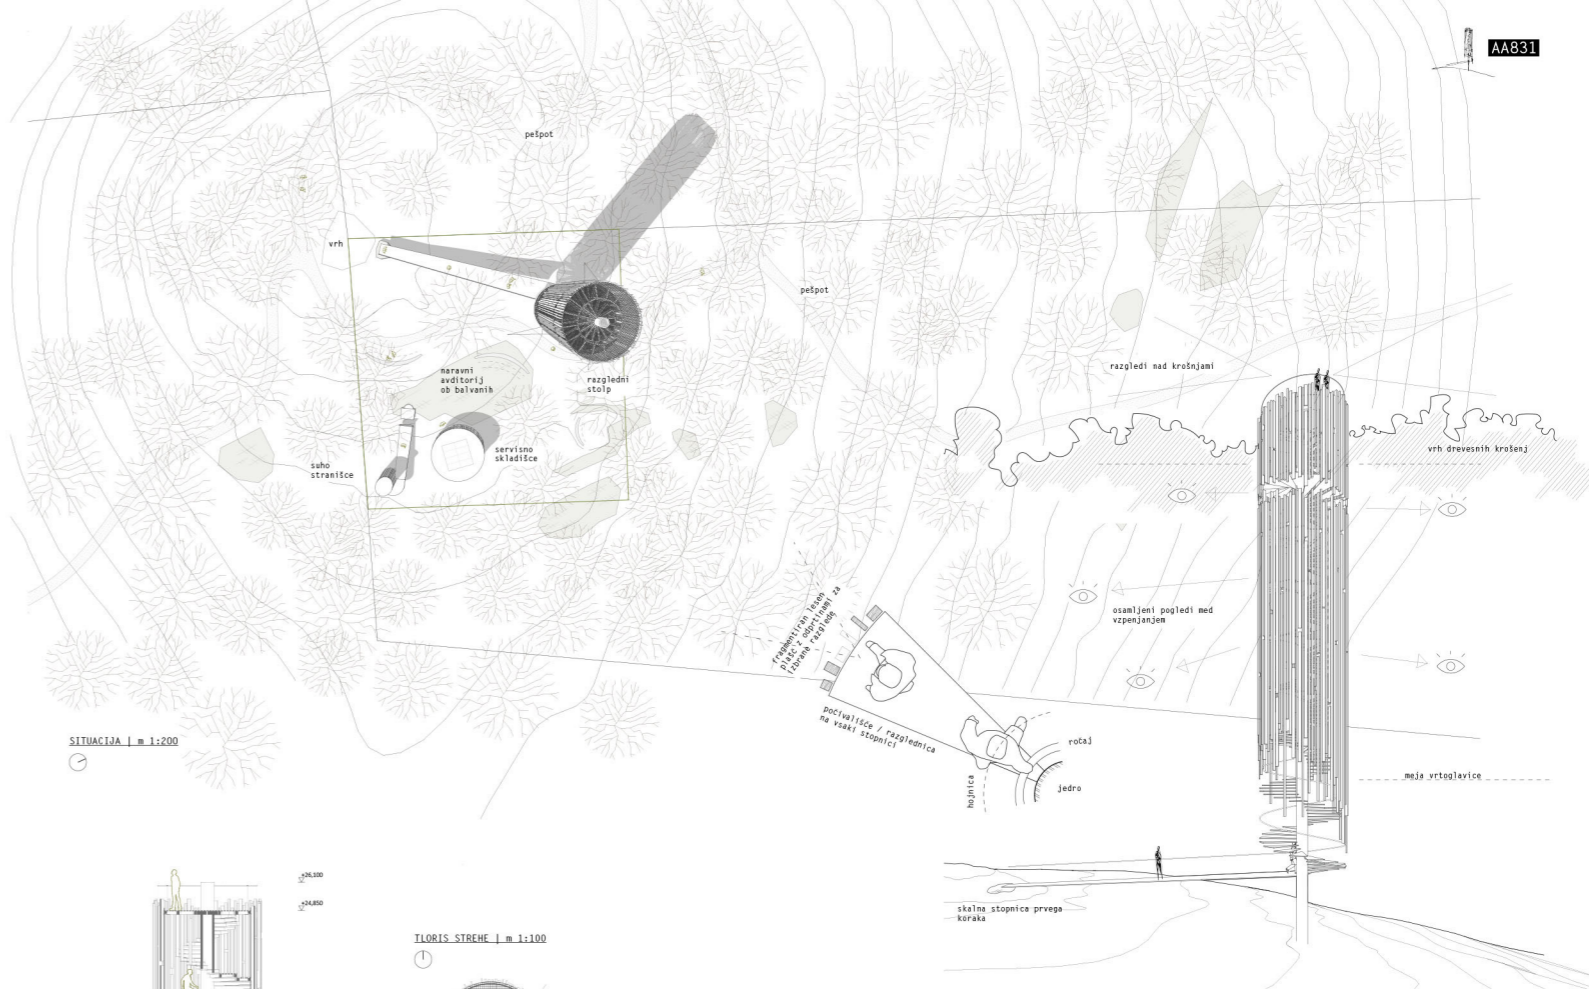 AA831
pešpot
vrh
pešpot
naravni
avditorij
ob balvanih
razgledni
stolp
razgledi nad krošnjami
vrh drevesnih krošenj
servisno
skladišče
suho
stranišče
fragmentiran lesen
plašč z odprtinami za
izbrane razglede
osamljeni pogledi med
vzpenjanjem
počivališče / razglednica
na vsaki stopnici
ročaj
hojnica
jedro
meja vrtoglavice
SITUACIJA | m 1:200
skalna stopnica prvega
koraka
+26,100
+24,850
TLORIS STREHE | m 1:100